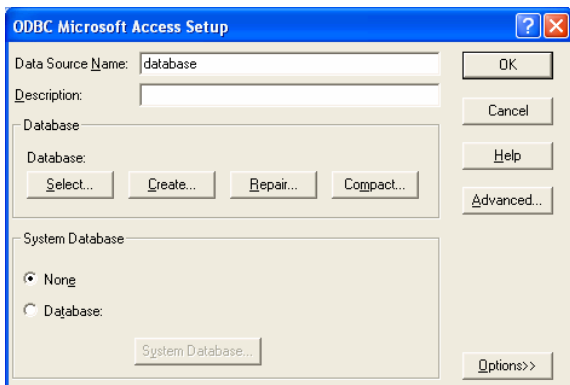 ODBC Microsoft Access Setup
Data Source Name: database
OK
Description:
Cancel
Database
Database:
Help
Select... Create... Repair... Compact...
Advanced...
System Database
None
Database:
System Database...
Options>>